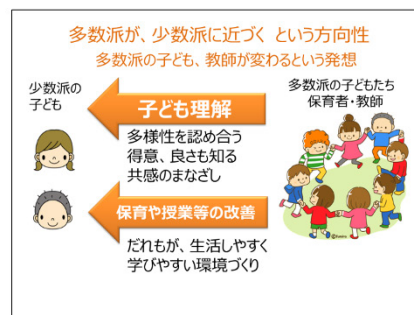 多数派が、少数派に近づく という方向性
多数派の子ども、教師が変わるという発想
少数派の
子ども
子ども理解
多様性を認め合う
得意、良さも知る
共感のまなざし
多数派の子どもたち
保育者・教師
保育や授業等の改善
だれもが、生活しやすく
学びやすい環境づくり